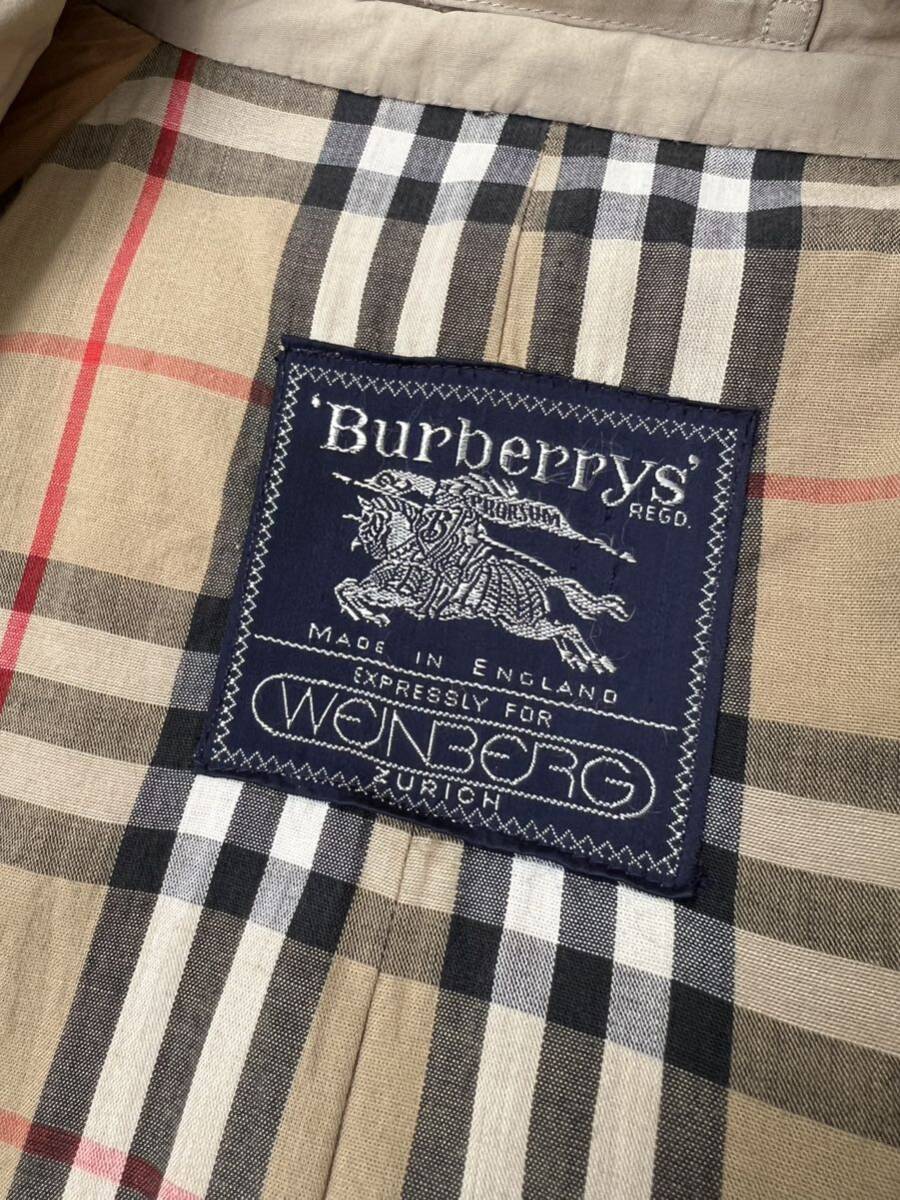 'Burberrys'
REGD.
PRORSUM
MADE IN ENGLAND
EXPRESSLY FOR
WEINBERG
ZURICH